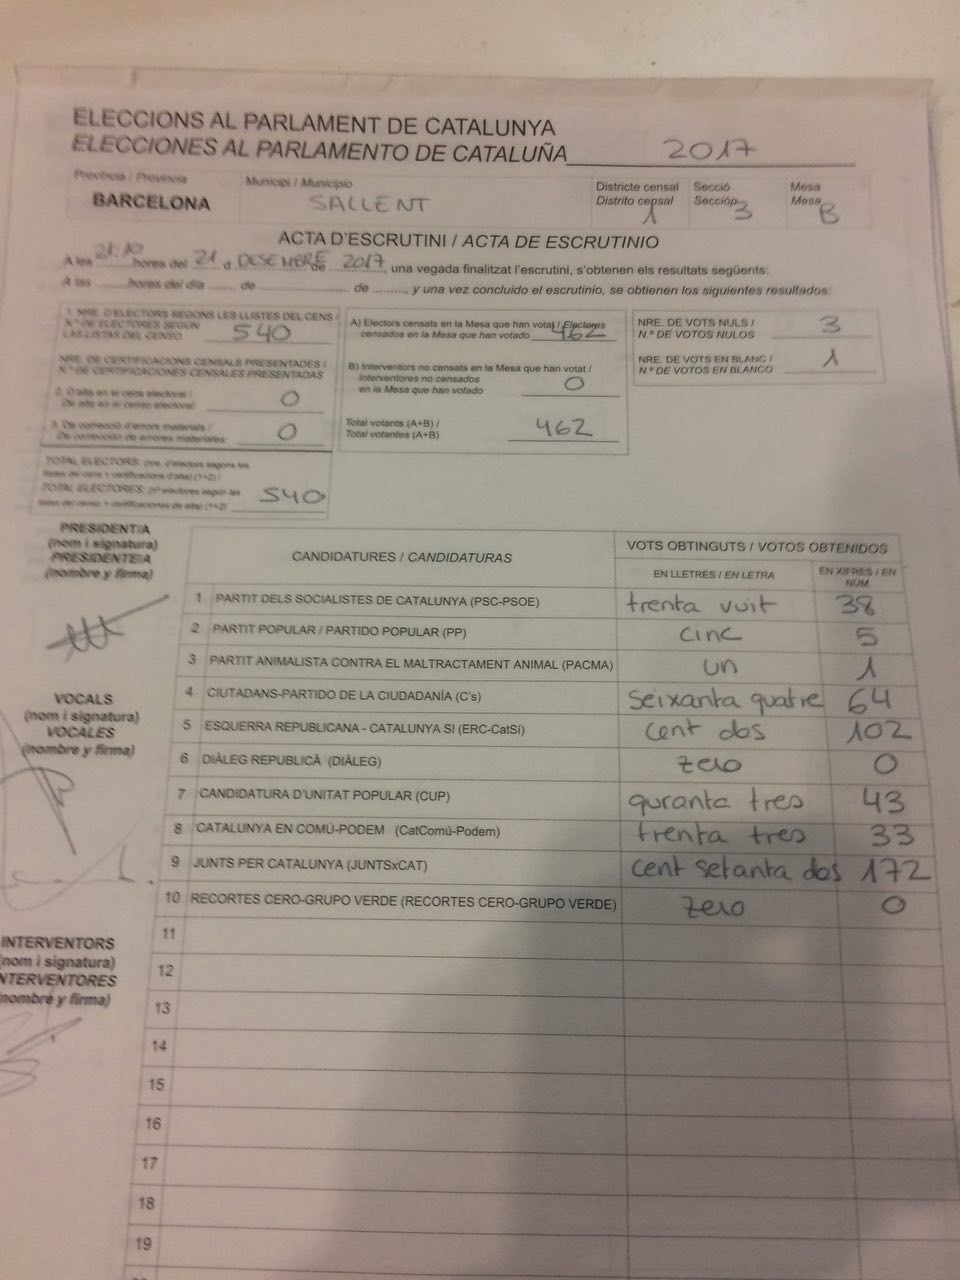 ELECCIONS AL PARLAMENT DE CATALUNYA
ELECCIONES AL PARLAMENTO DE CATALUÑA 2017
Província / Provincia
BARCELONA
Municipi / Municipio
SALLENT
Districte censal
Distrito censal
1
Secció
Sección
3
Mesa
Mesa
B
ACTA D'ESCRUTINI / ACTA DE ESCRUTINIO
A les 21:10 hores del 21 d DESEMBRE de 2017, una vegada finalitzat l'escrutini, s'obtenen els resultats següents:
A las ........ horas del día ....... de ........................ de ........, y una vez concluido el escrutinio, se obtienen los siguientes resultados:
1. NRE. D'ELECTORS SEGONS LES LLISTES DEL CENS /
N.º DE ELECTORES SEGÚN
LAS LISTAS DEL CENSO 540
NRE. DE CERTIFICACIONS CENSALS PRESENTADES /
N.º DE CERTIFICACIONES CENSALES PRESENTADAS
2. D'alta en el cens electoral /
De alta en el censo electoral: 0
3. De correcció d'errors materials /
De corrección de errores materiales: 0
TOTAL ELECTORS: (nre. d'electors segons les
llistes del cens + certificacions d'alta) (1+2) /
TOTAL ELECTORES: (nº electores según las
listas del censo + certificaciones de alta) (1+2) 540
A) Electors censats en la Mesa que han votat / Electores
censados en la Mesa que han votado 462
B) Interventors no censats en la Mesa que han votat /
Interventores no censados
en la Mesa que han votado 0
Total votants (A+B) /
Total votantes (A+B) 462
NRE. DE VOTS NULS /
N.º DE VOTOS NULOS 3
NRE. DE VOTS EN BLANC /
N.º DE VOTOS EN BLANCO 1
PRESIDENT/A
(nom i signatura)
PRESIDENTE/A
(nombre y firma)
VOCALS
(nom i signatura)
VOCALES
(nombre y firma)
INTERVENTORS
(nom i signatura)
INTERVENTORES
(nombre y firma)
CANDIDATURES / CANDIDATURAS
VOTS OBTINGUTS / VOTOS OBTENIDOS
EN LLETRES / EN LETRA
EN XIFRES / EN
NÚM.
1 PARTIT DELS SOCIALISTES DE CATALUNYA (PSC-PSOE) trenta vuit 38
2 PARTIT POPULAR / PARTIDO POPULAR (PP) cinc 5
3 PARTIT ANIMALISTA CONTRA EL MALTRACTAMENT ANIMAL (PACMA) un 1
4 CIUTADANS-PARTIDO DE LA CIUDADANÍA (C's) seixanta quatre 64
5 ESQUERRA REPUBLICANA - CATALUNYA SÍ (ERC-CatSí) cent dos 102
6 DIÀLEG REPUBLICÀ (DIÀLEG) zero 0
7 CANDIDATURA D'UNITAT POPULAR (CUP) quranta tres 43
8 CATALUNYA EN COMÚ-PODEM (CatComú-Podem) trenta tres 33
9 JUNTS PER CATALUNYA (JUNTSxCAT) cent setanta dos 172
10 RECORTES CERO-GRUPO VERDE (RECORTES CERO-GRUPO VERDE) zero 0
11
12
13
14
15
16
17
18
19